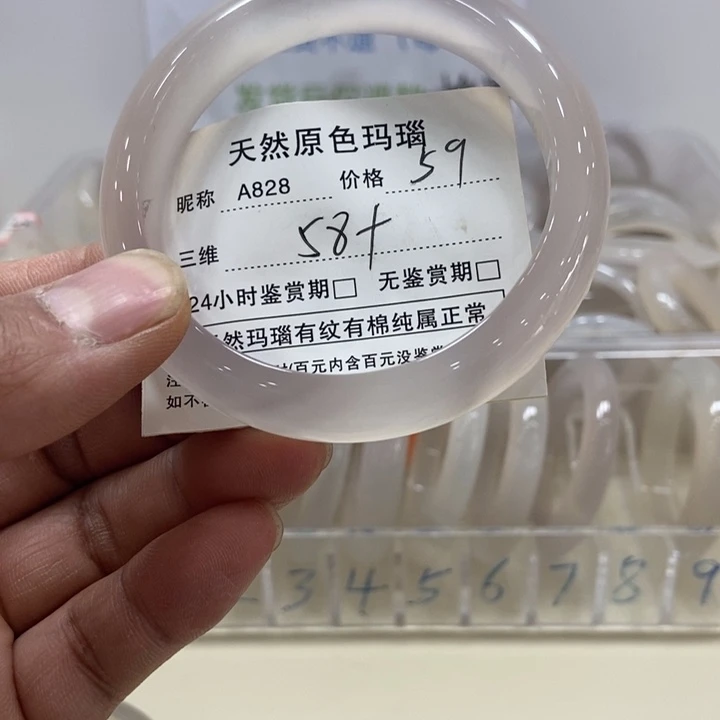 天然原色玛瑙
昵称 A828 价格 59
三维 58+
24小时鉴赏期□ 无鉴赏期□
然玛瑙有纹有棉纯属正常
百元内含百元没鉴
如不
3 4 5 6 7 8 9